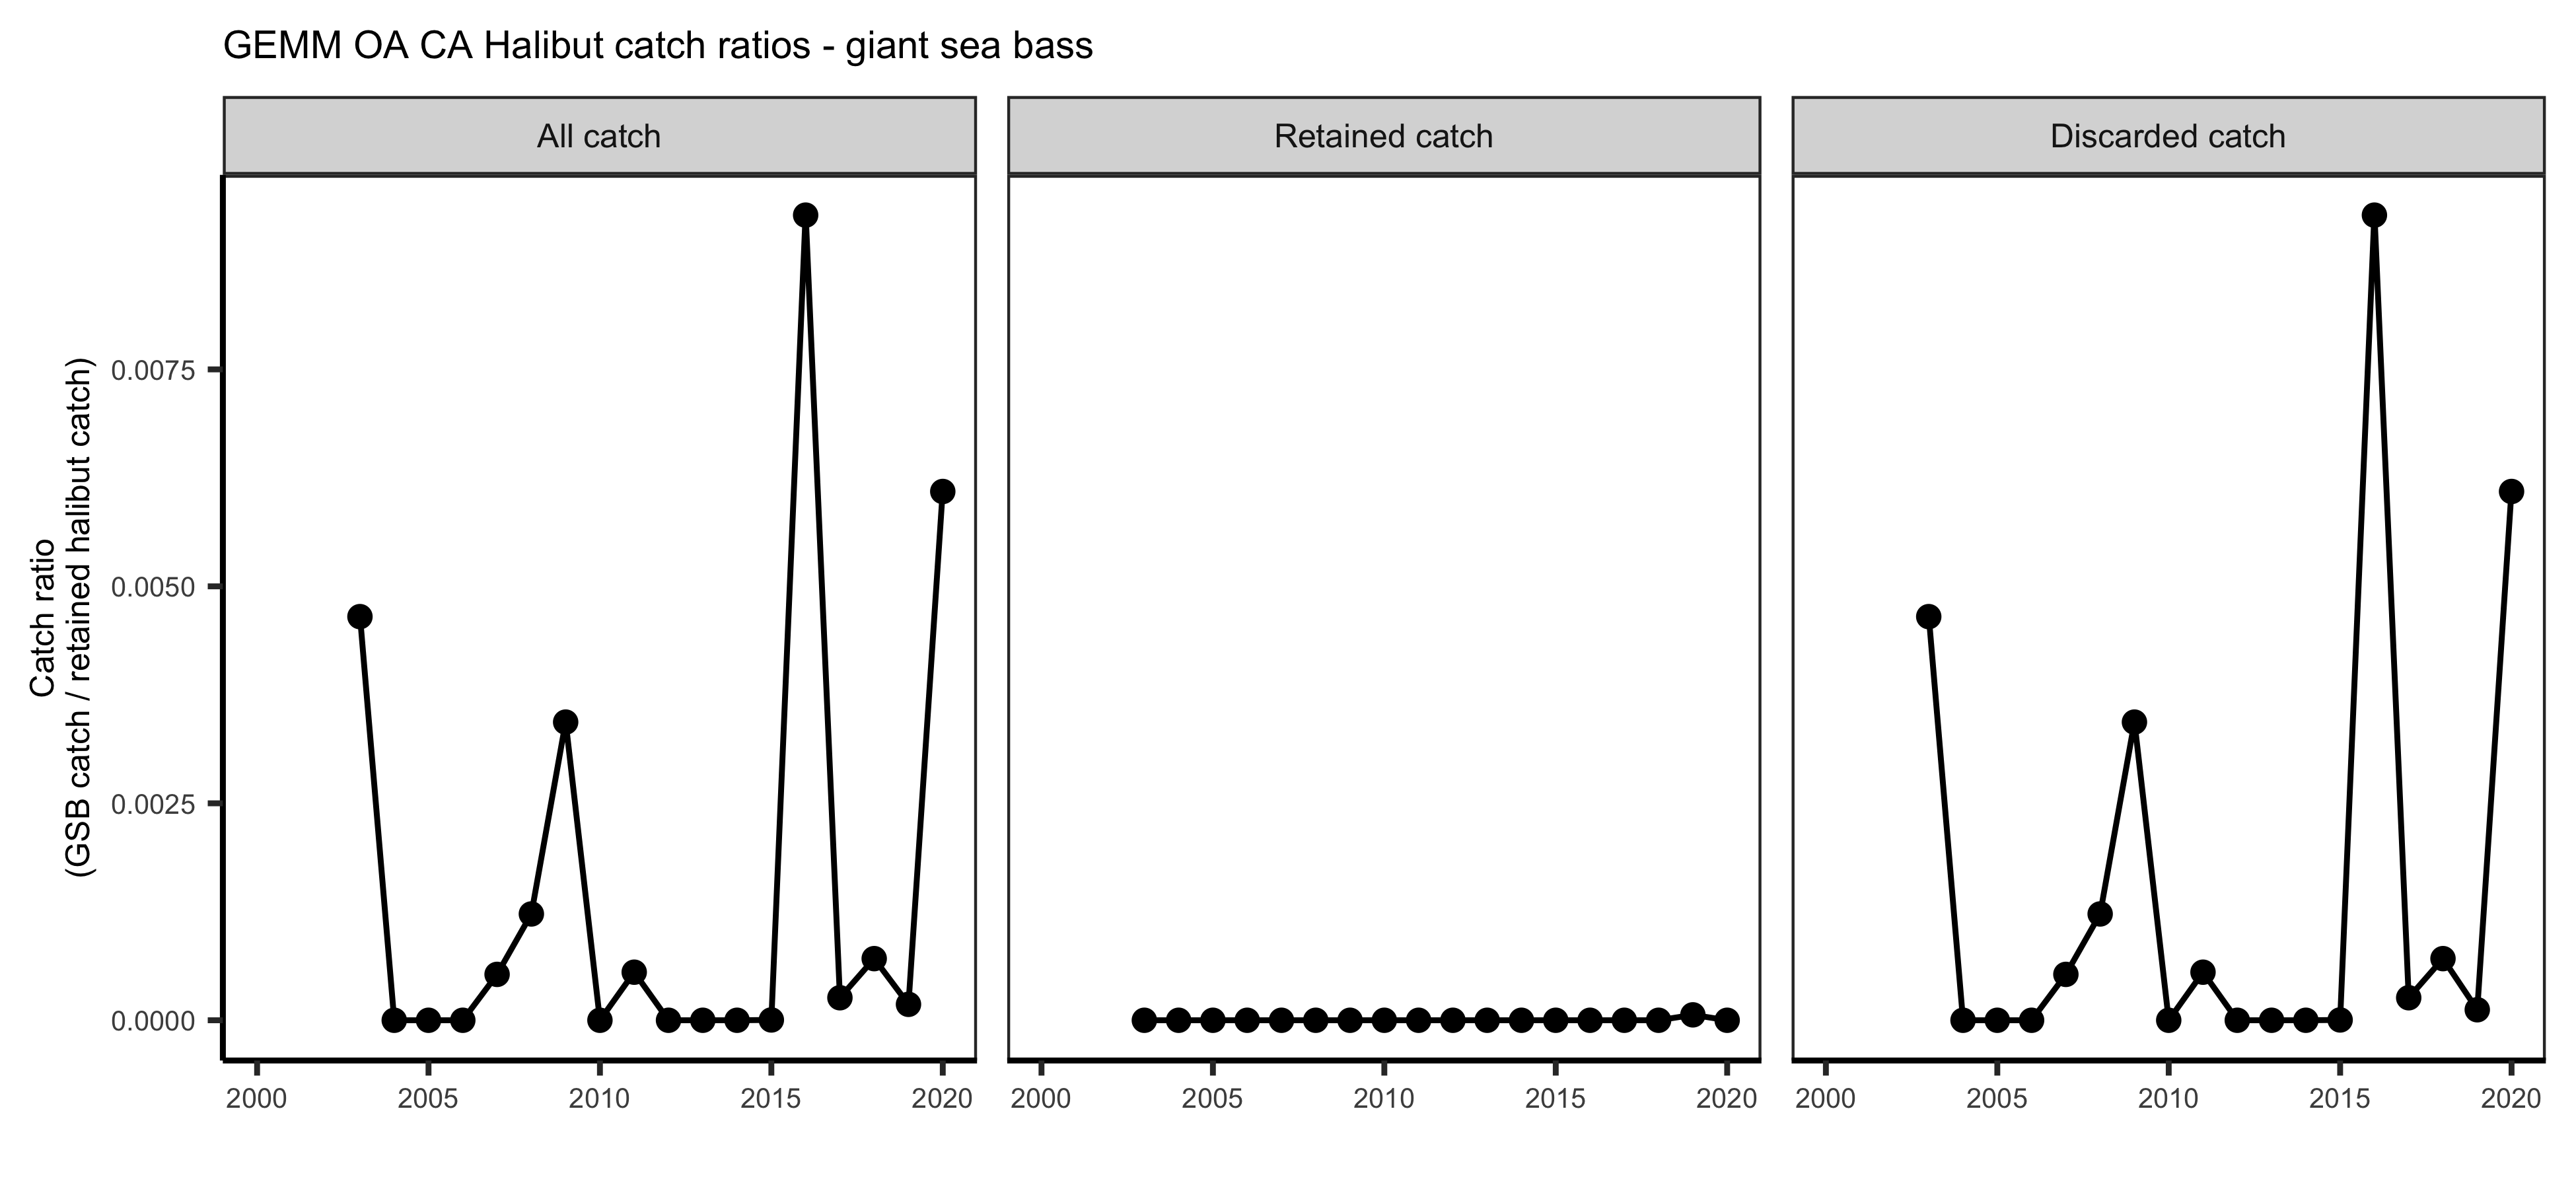 GEMM OA CA Halibut catch ratios - giant sea bass
All catch
Retained catch
Discarded catch
Catch ratio
(GSB catch / retained halibut catch)
0.0075
0.0050
0.0025
0.0000
2000 2005 2010 2015 2020
2000 2005 2010 2015 2020
2000 2005 2010 2015 2020